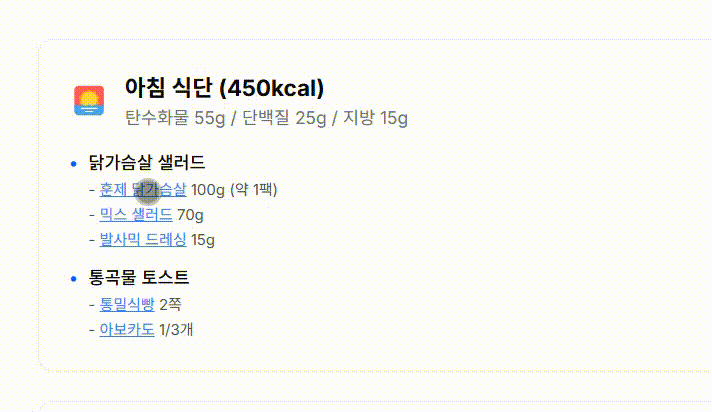 아침 식단 (450kcal)
탄수화물 55g / 단백질 25g / 지방 15g
• 닭가슴살 샐러드
- 훈제 닭가슴살 100g (약 1팩)
- 믹스 샐러드 70g
- 발사믹 드레싱 15g
• 통곡물 토스트
- 통밀식빵 2쪽
- 아보카도 1/3개